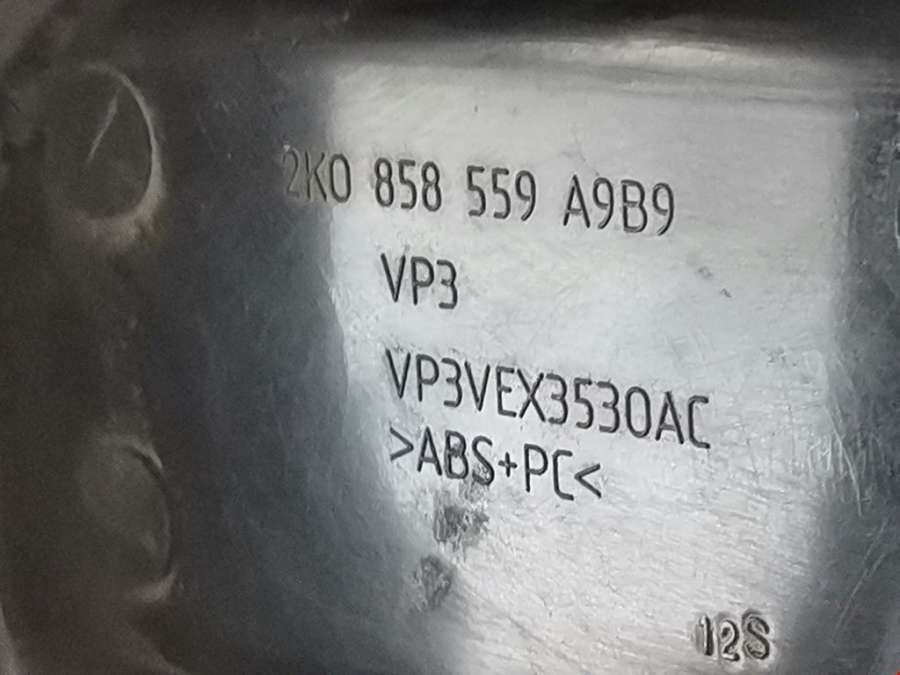 2K0 858 559 A9B9
VP3
VP3VEX3530AC
>ABS+PC<
12S